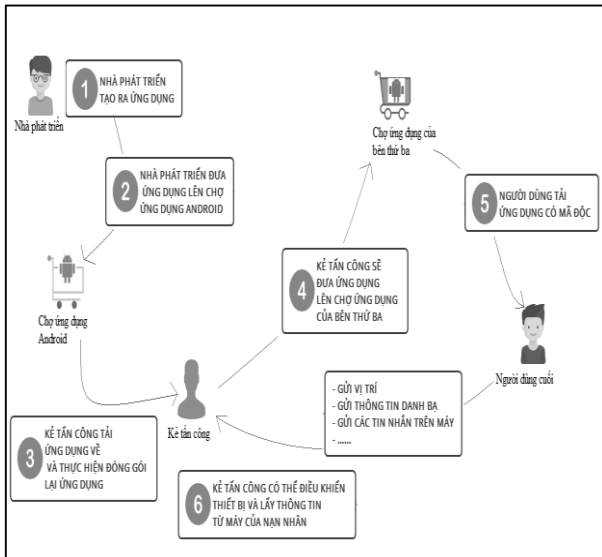 1
NHÀ PHÁT TRIỂN
TẠO RA ỨNG DỤNG
Nhà phát triển
2
NHÀ PHÁT TRIỂN ĐƯA
ỨNG DỤNG LÊN CHỢ
ỨNG DỤNG ANDROID
Chợ ứng dụng
Android
3
KẺ TẤN CÔNG TẢI
ỨNG DỤNG VỀ
VÀ THỰC HIỆN ĐÓNG GÓI
LẠI ỨNG DỤNG
Kẻ tấn công
4
KẺ TẤN CÔNG SẼ
ĐƯA ỨNG DỤNG
LÊN CHỢ ỨNG DỤNG
CỦA BÊN THỨ BA
Chợ ứng dụng của
bên thứ ba
5
NGƯỜI DÙNG TẢI
ỨNG DỤNG CÓ MÃ ĐỘC
Người dùng cuối
- GỬI VỊ TRÍ
- GỬI THÔNG TIN DANH BẠ
- GỬI CÁC TIN NHẮN TRÊN MÁY
- ......
6
KẺ TẤN CÔNG CÓ THỂ ĐIỀU KHIỂN
THIẾT BỊ VÀ LẤY THÔNG TIN
TỪ MÁY CỦA NẠN NHÂN